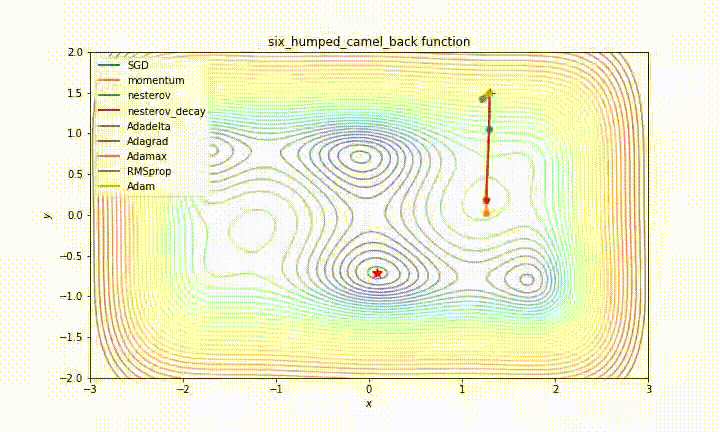 six_humped_camel_back function
SGD
momentum
nesterov
nesterov_decay
Adadelta
Adagrad
Adamax
RMSprop
Adam
2.0
1.5
1.0
0.5
0.0
−0.5
−1.0
−1.5
−2.0
y
−3
−2
−1
0
1
2
3
x